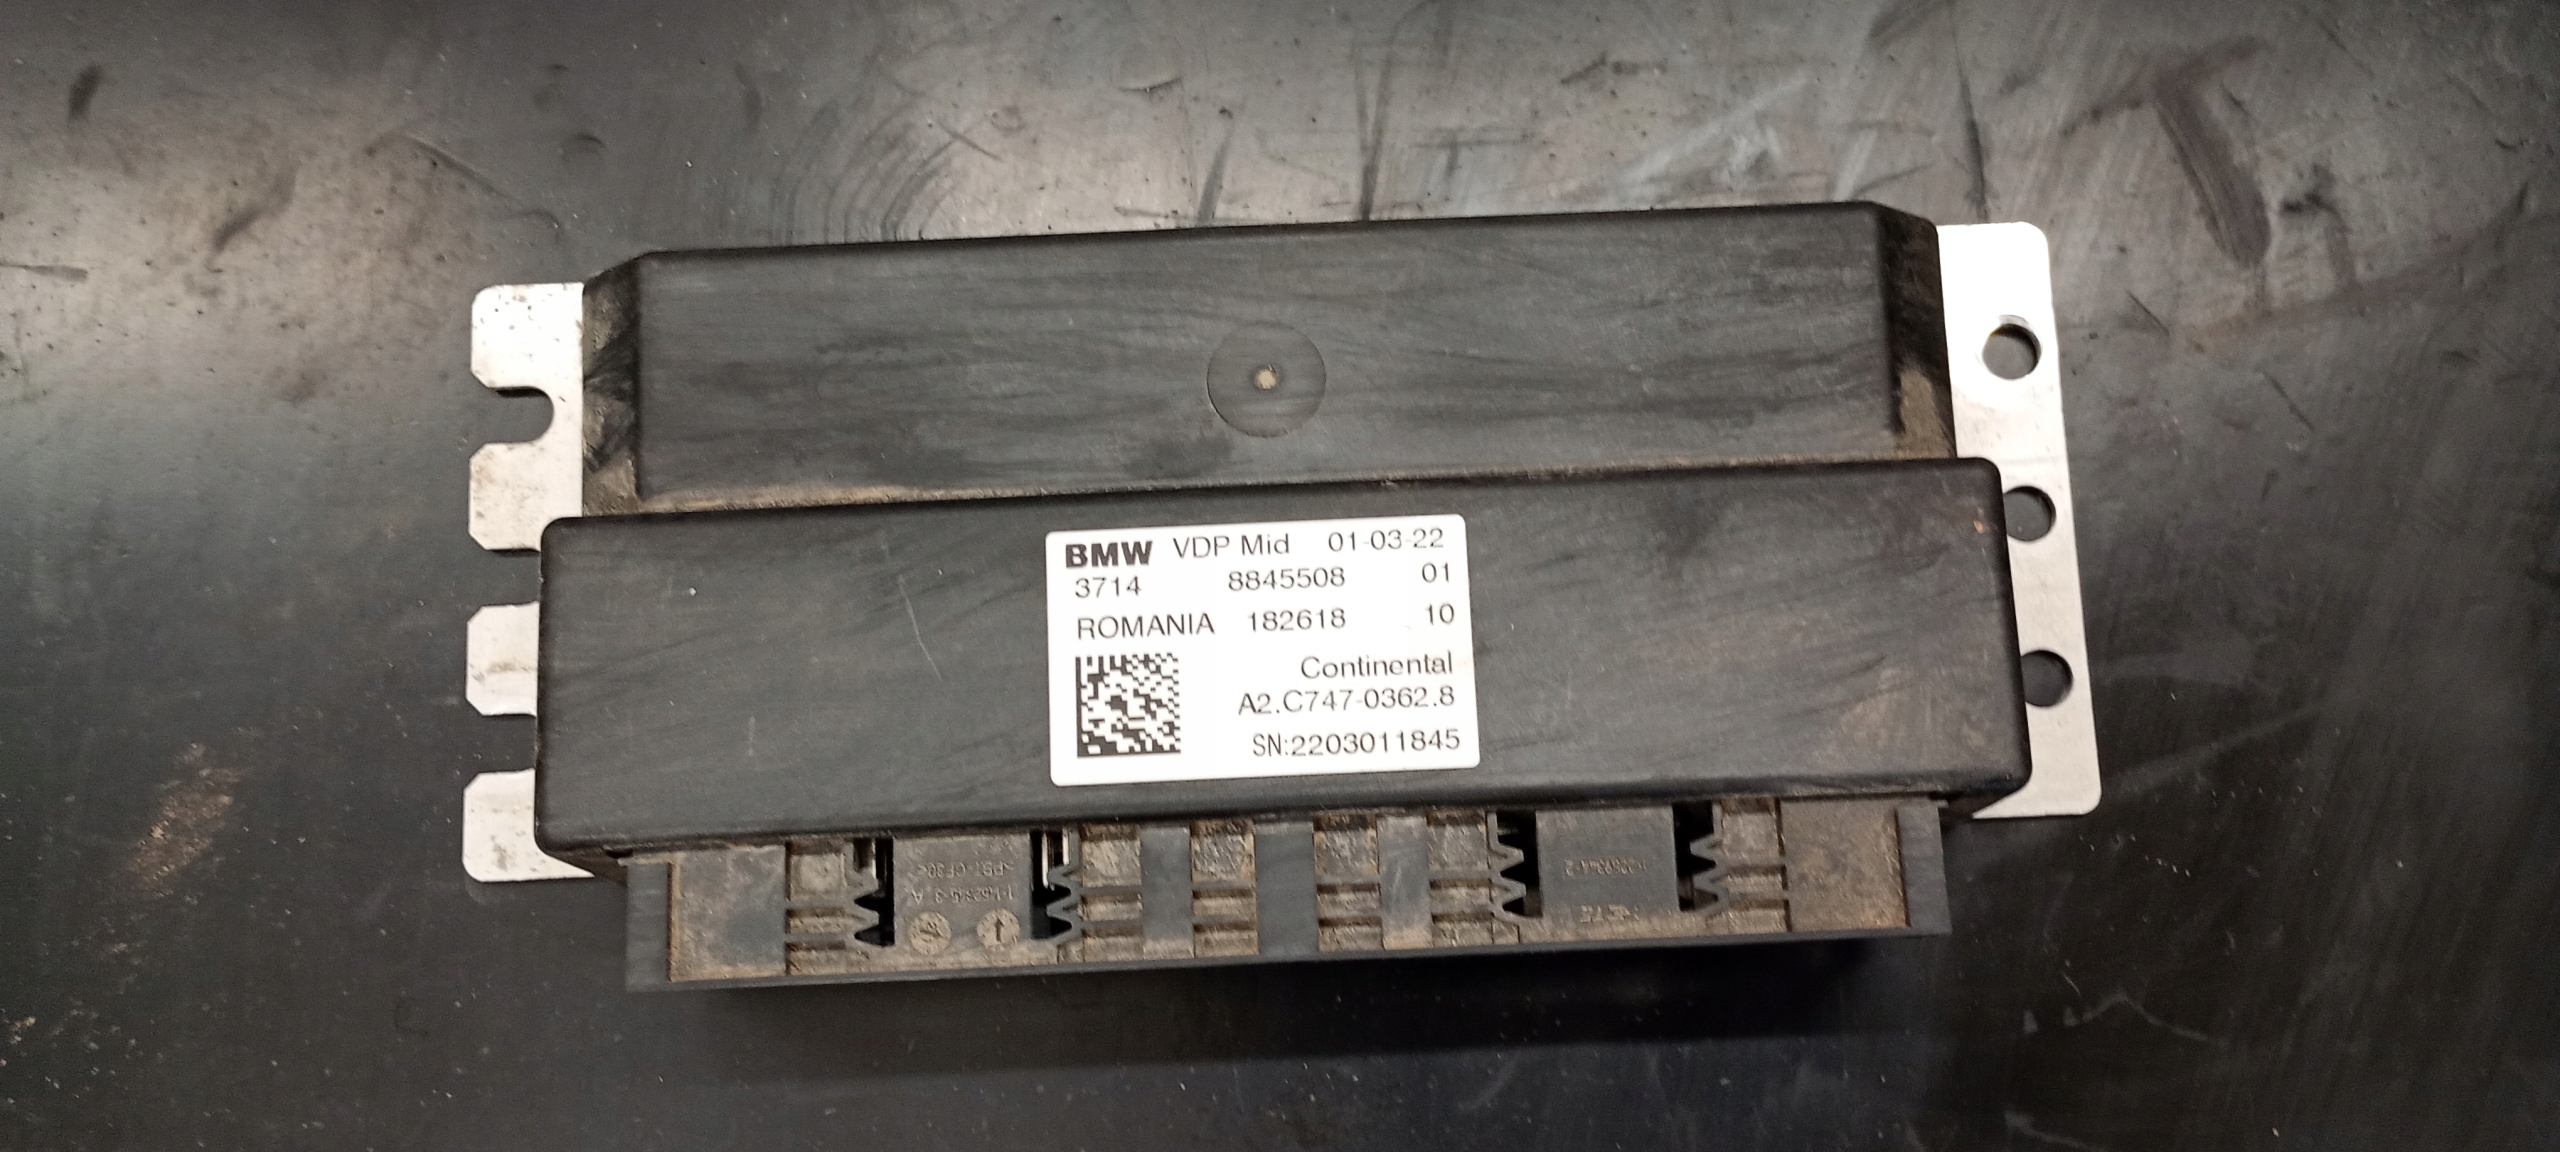 BMW VDP Mid 01-03-22
3714 8845508 01
ROMANIA 182618 10
Continental
A2.C747-0362.8
SN:2203011845